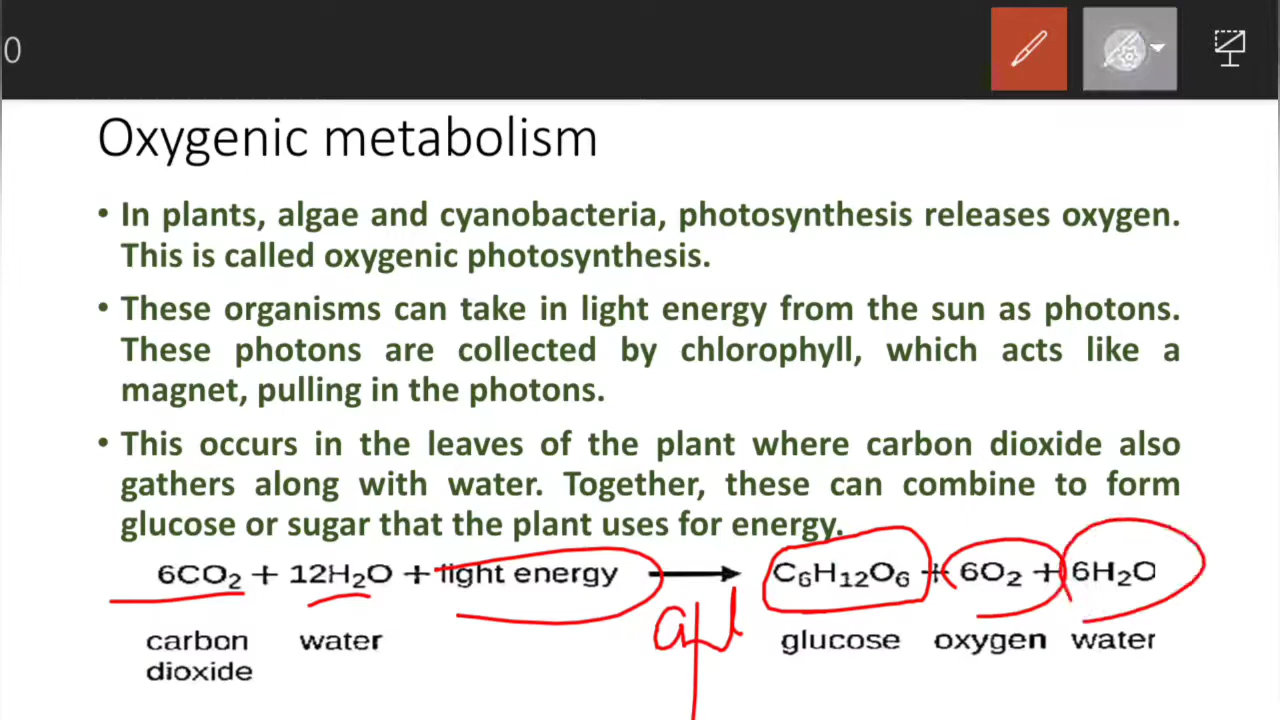 0
Oxygenic metabolism
• In plants, algae and cyanobacteria, photosynthesis releases oxygen.
This is called oxygenic photosynthesis.
• These organisms can take in light energy from the sun as photons.
These photons are collected by chlorophyll, which acts like a
magnet, pulling in the photons.
• This occurs in the leaves of the plant where carbon dioxide also
gathers along with water. Together, these can combine to form
glucose or sugar that the plant uses for energy.
6CO₂ + 12H₂O + light energy → C₆H₁₂O₆ + 6O₂ + 6H₂O
carbon water glucose oxygen water
dioxide